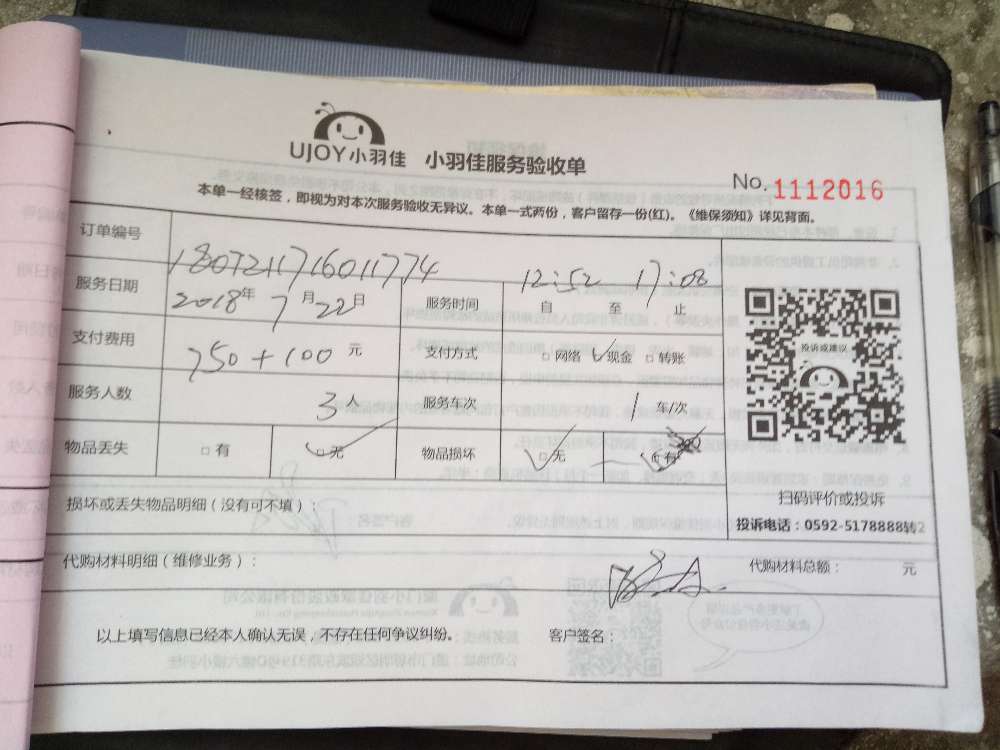 UJOY小羽佳 小羽佳服务验收单
No. 1112016
本单一经核签，即视为对本次服务验收无异议。本单一式两份，客户留存一份(红)。《维保须知》详见背面。
订单编号 180721171601 1774
服务日期 2018年 7月 22日 服务时间 12:52 17:08
自 至 止
支付费用 750+100 元 支付方式 □网络 ✓现金 □转账
服务人数 3人 服务车次 1 车/次
物品丢失 □有 □无 物品损坏 □无 □有
投诉或建议
扫码评价或投诉
损坏或丢失物品明细（没有可不填）：
投诉电话：0592-5178888转2
代购材料明细（维修业务）： 代购材料总额： 元
以上填写信息已经本人确认无误，不存在任何争议纠纷。 客户签名：